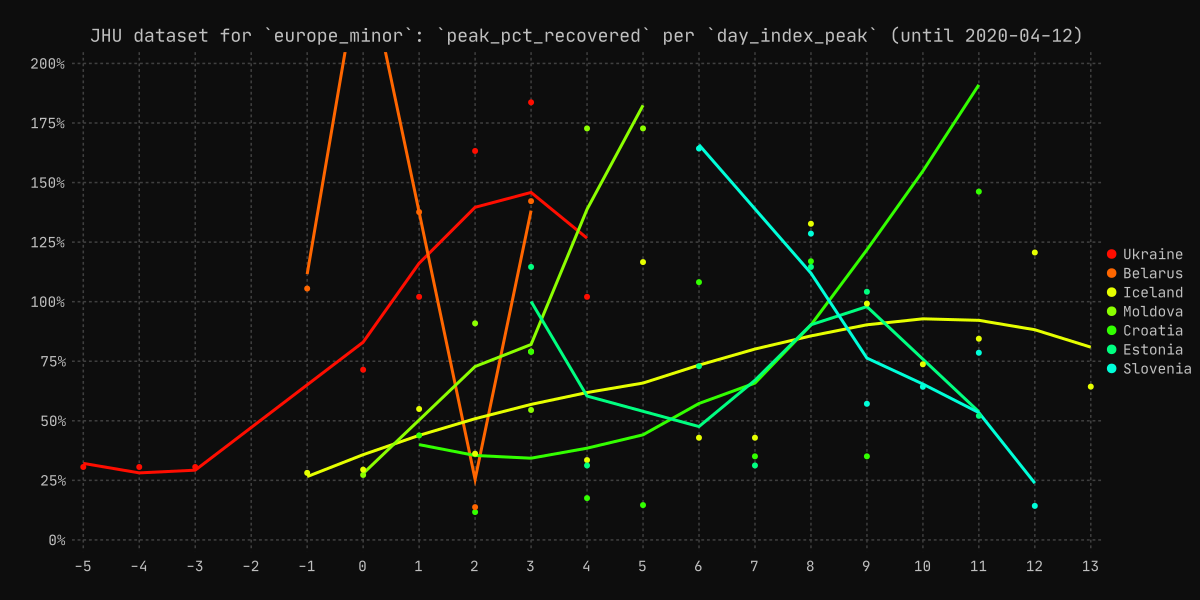 JHU dataset for `europe_minor`: `peak_pct_recovered` per `day_index_peak` (until 2020-04-12)
200%
175%
150%
125%
100%
75%
50%
25%
0%
-5 -4 -3 -2 -1 0 1 2 3 4 5 6 7 8 9 10 11 12 13
Ukraine
Belarus
Iceland
Moldova
Croatia
Estonia
Slovenia